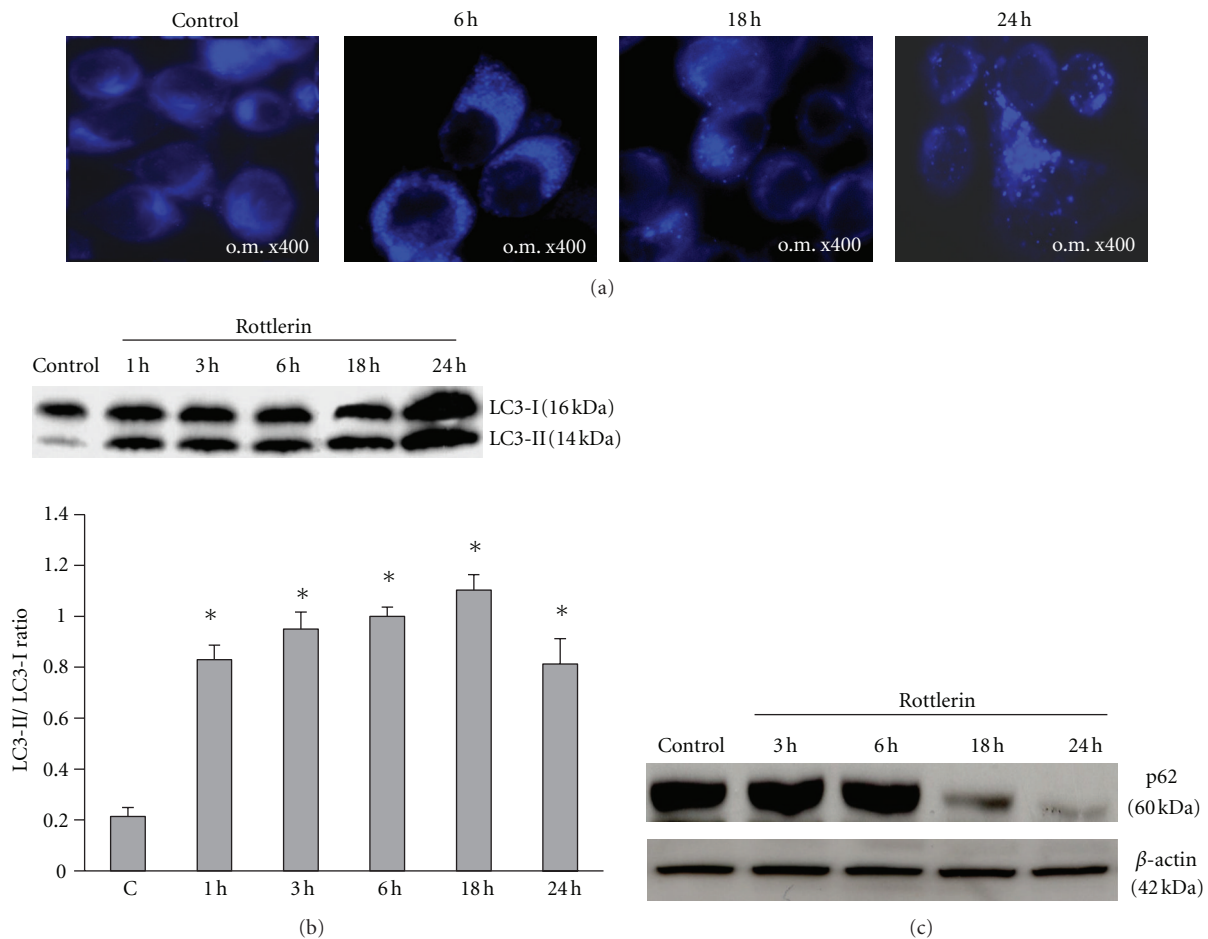 Control 6 h 18 h 24 h
o.m. x400 o.m. x400 o.m. x400 o.m. x400
(a)
Rottlerin
Control 1 h 3 h 6 h 18 h 24 h
LC3-I (16 kDa)
LC3-II (14 kDa)
LC3-II/ LC3-I ratio
1.4
1.2
1
0.8
0.6
0.4
0.2
0
* * * * *
C 1 h 3 h 6 h 18 h 24 h
(b)
Rottlerin
Control 3 h 6 h 18 h 24 h
p62
(60 kDa)
β-actin
(42 kDa)
(c)